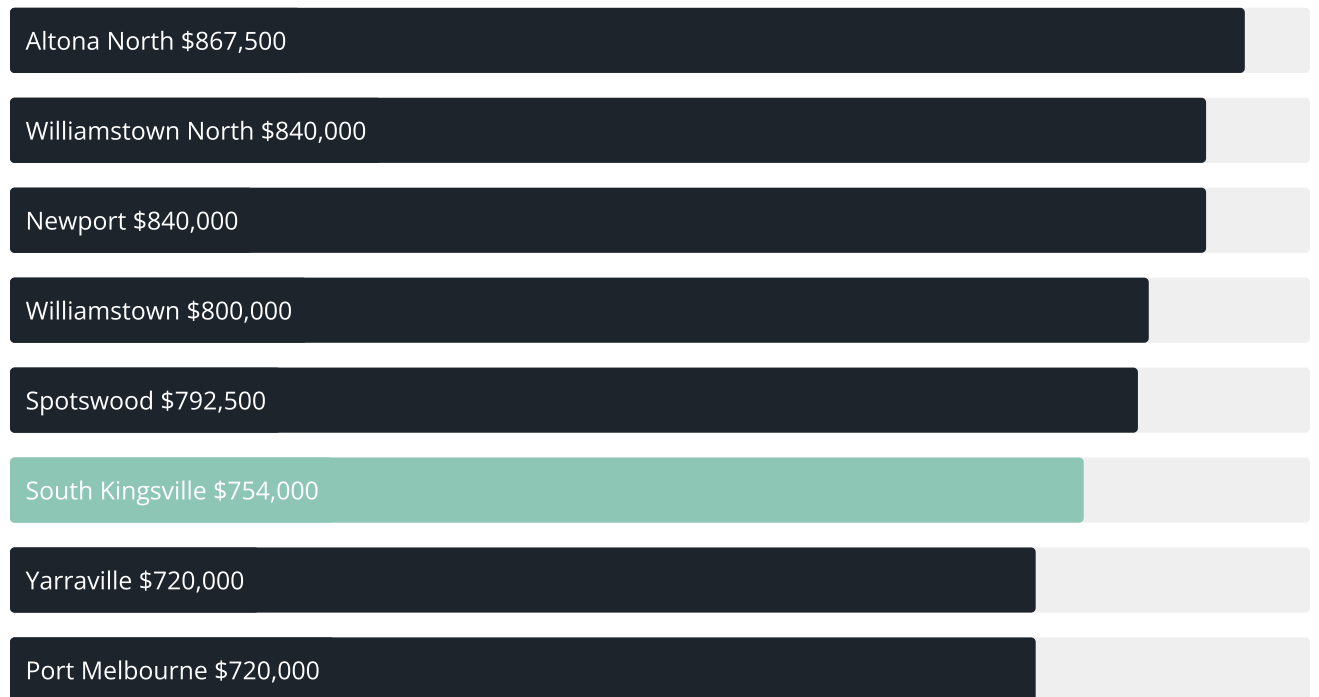 Altona North $867,500
Williamstown North $840,000
Newport $840,000
Williamstown $800,000
Spotswood $792,500
South Kingsville $754,000
Yarraville $720,000
Port Melbourne $720,000